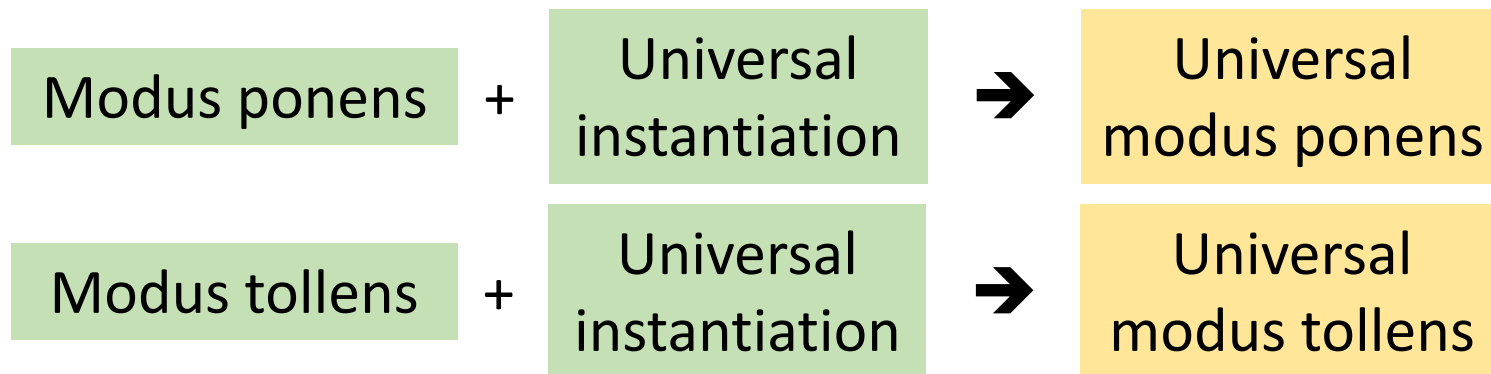 Modus ponens + Universal instantiation ➔ Universal modus ponens
Modus tollens + Universal instantiation ➔ Universal modus tollens